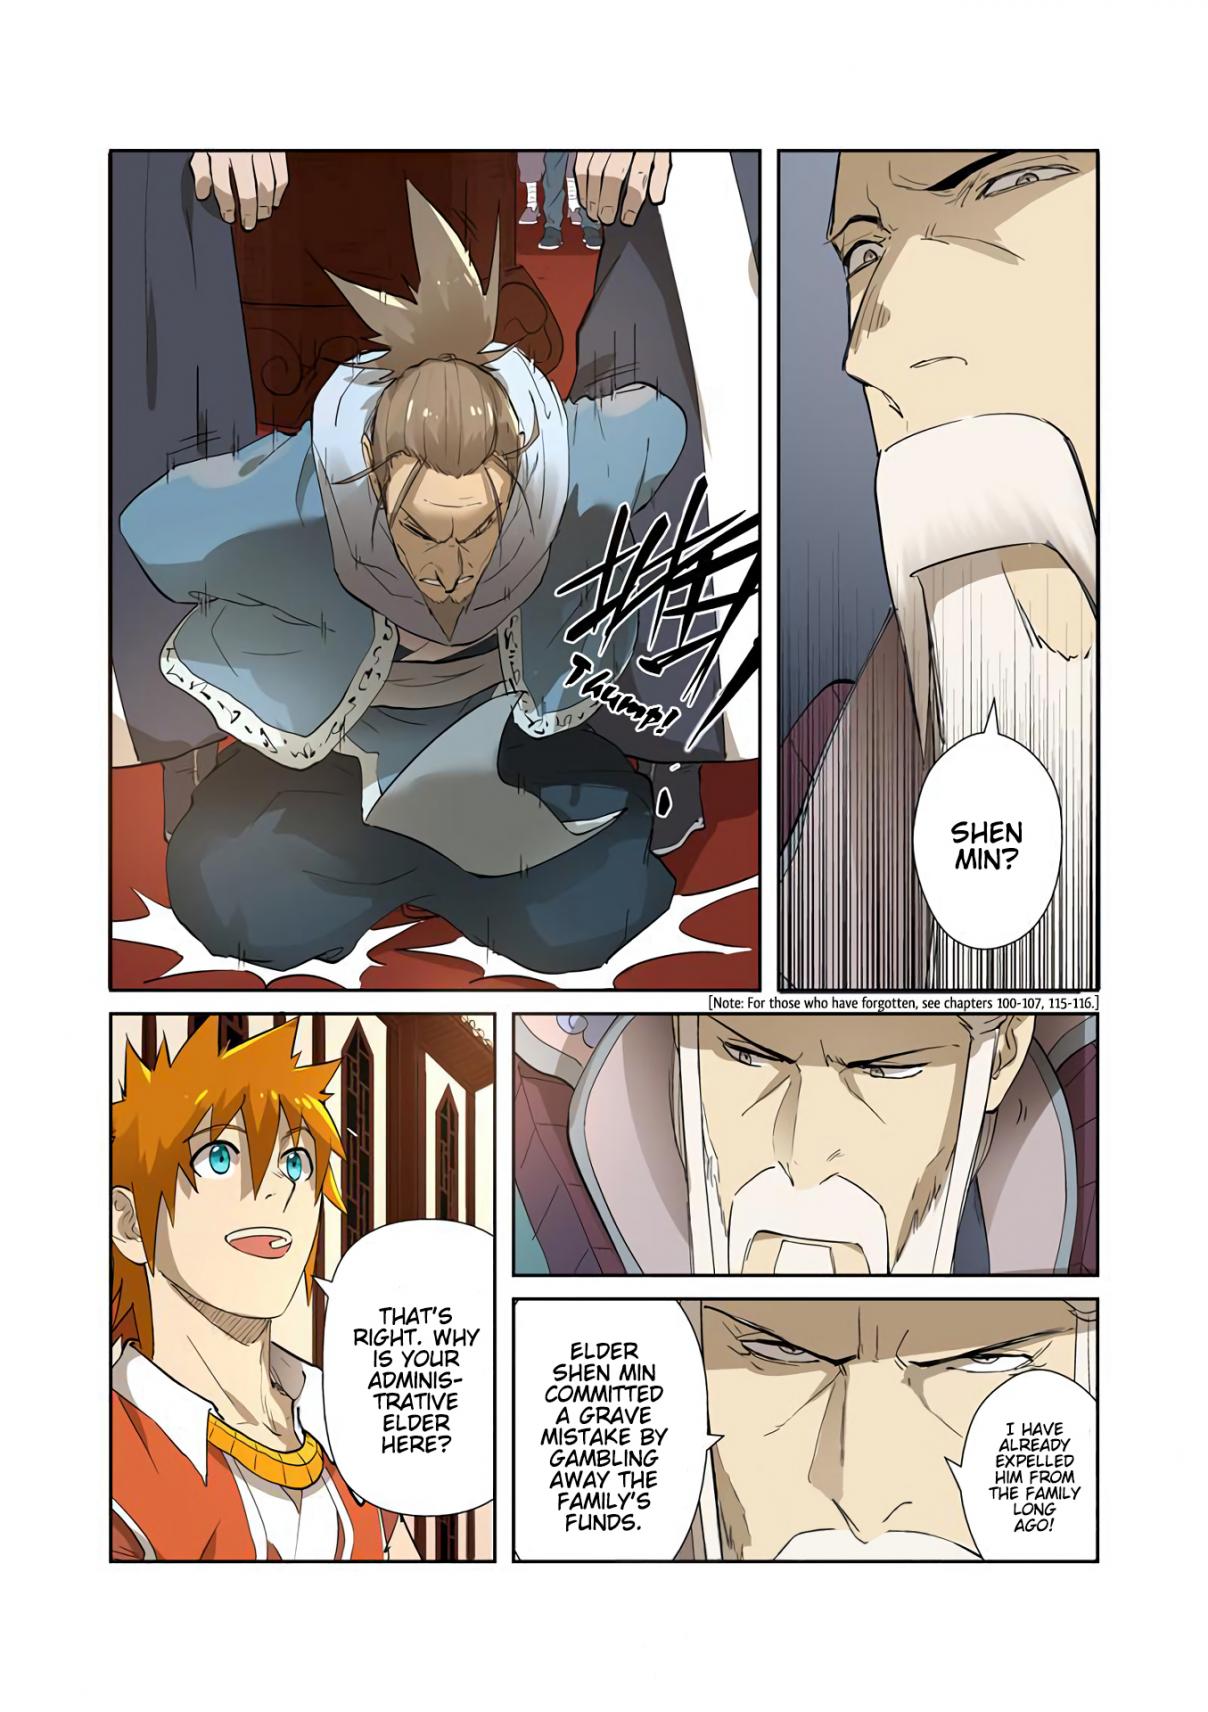 Thump!
SHEN
MIN?
[Note: For those who have forgotten, see chapters 100-107, 115-116.]
THAT'S
RIGHT. WHY
IS YOUR
ADMINIS-
TRATIVE
ELDER
HERE?
ELDER
SHEN MIN
COMMITTED
A GRAVE
MISTAKE BY
GAMBLING
AWAY THE
FAMILY'S
FUNDS.
I HAVE
ALREADY
EXPELLED
HIM FROM
THE FAMILY
LONG
AGO!